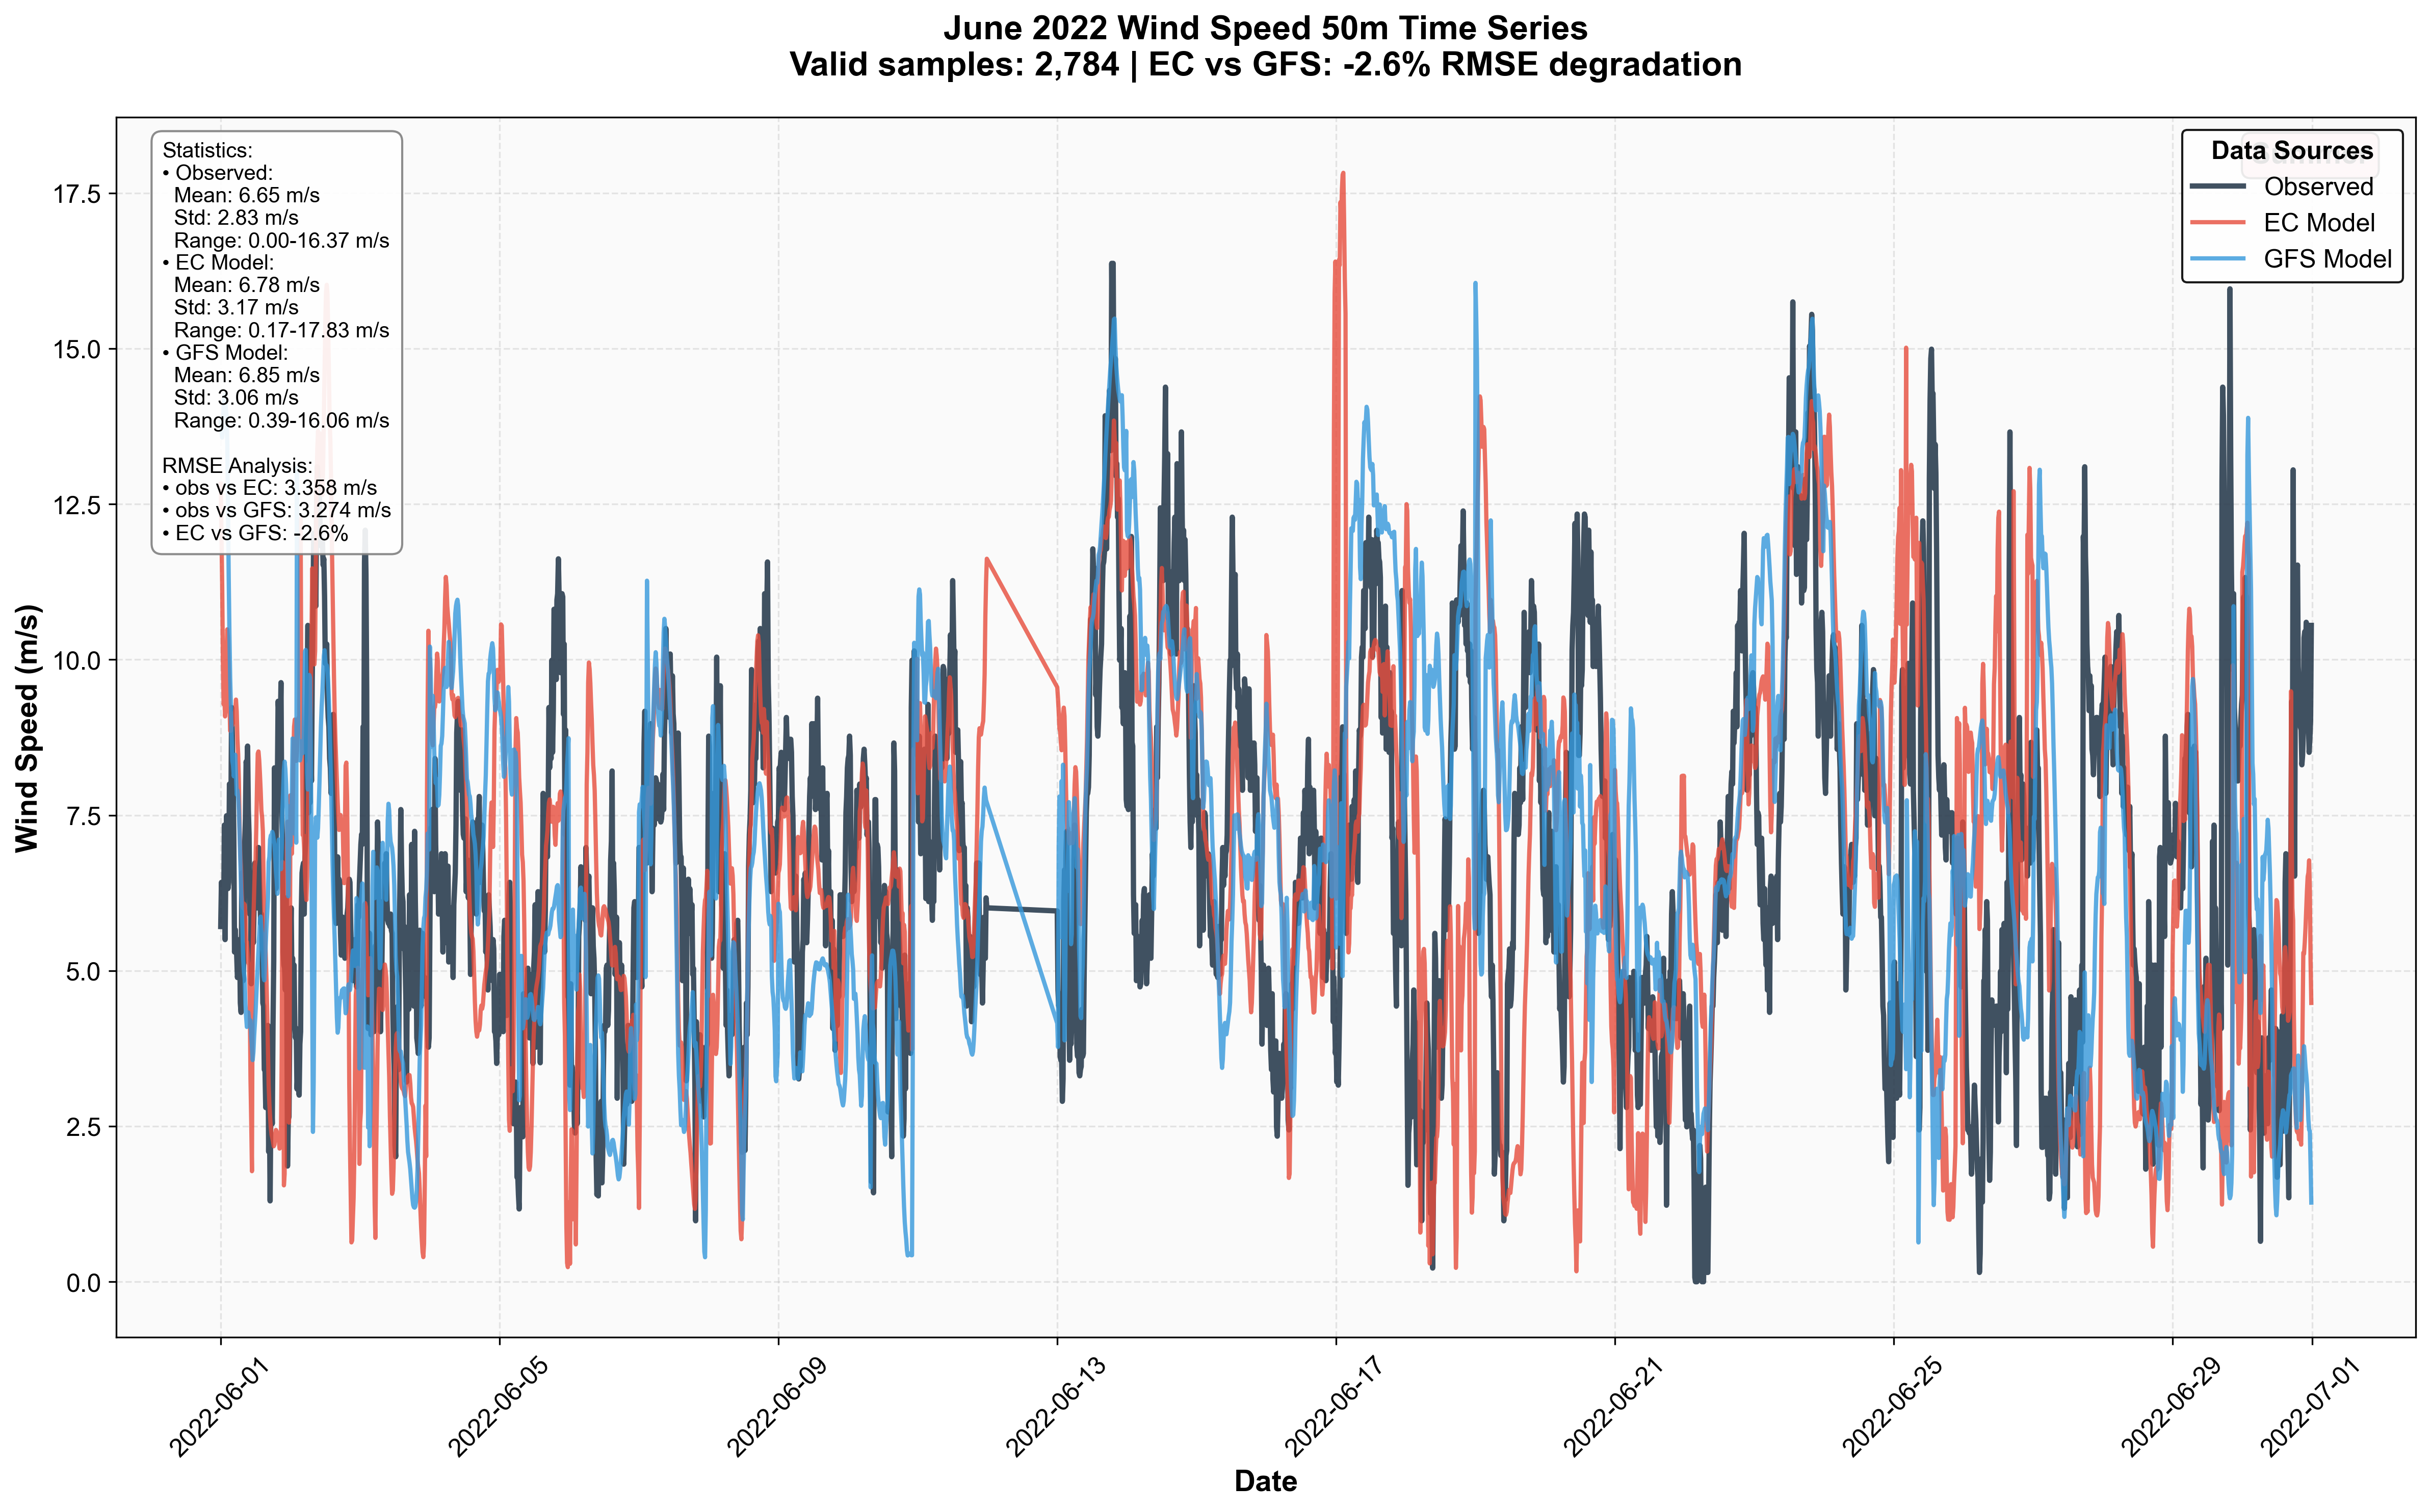 June 2022 Wind Speed 50m Time Series
Valid samples: 2,784 | EC vs GFS: -2.6% RMSE degradation
Statistics:
• Observed:
Mean: 6.65 m/s
Std: 2.83 m/s
Range: 0.00-16.37 m/s
• EC Model:
Mean: 6.78 m/s
Std: 3.17 m/s
Range: 0.17-17.83 m/s
• GFS Model:
Mean: 6.85 m/s
Std: 3.06 m/s
Range: 0.39-16.06 m/s
RMSE Analysis:
• obs vs EC: 3.358 m/s
• obs vs GFS: 3.274 m/s
• EC vs GFS: -2.6%
Data Sources
Observed
EC Model
GFS Model
Wind Speed (m/s)
17.5
15.0
12.5
10.0
7.5
5.0
2.5
0.0
2022-06-01
2022-06-05
2022-06-09
2022-06-13
2022-06-17
2022-06-21
2022-06-25
2022-06-29
2022-07-01
Date